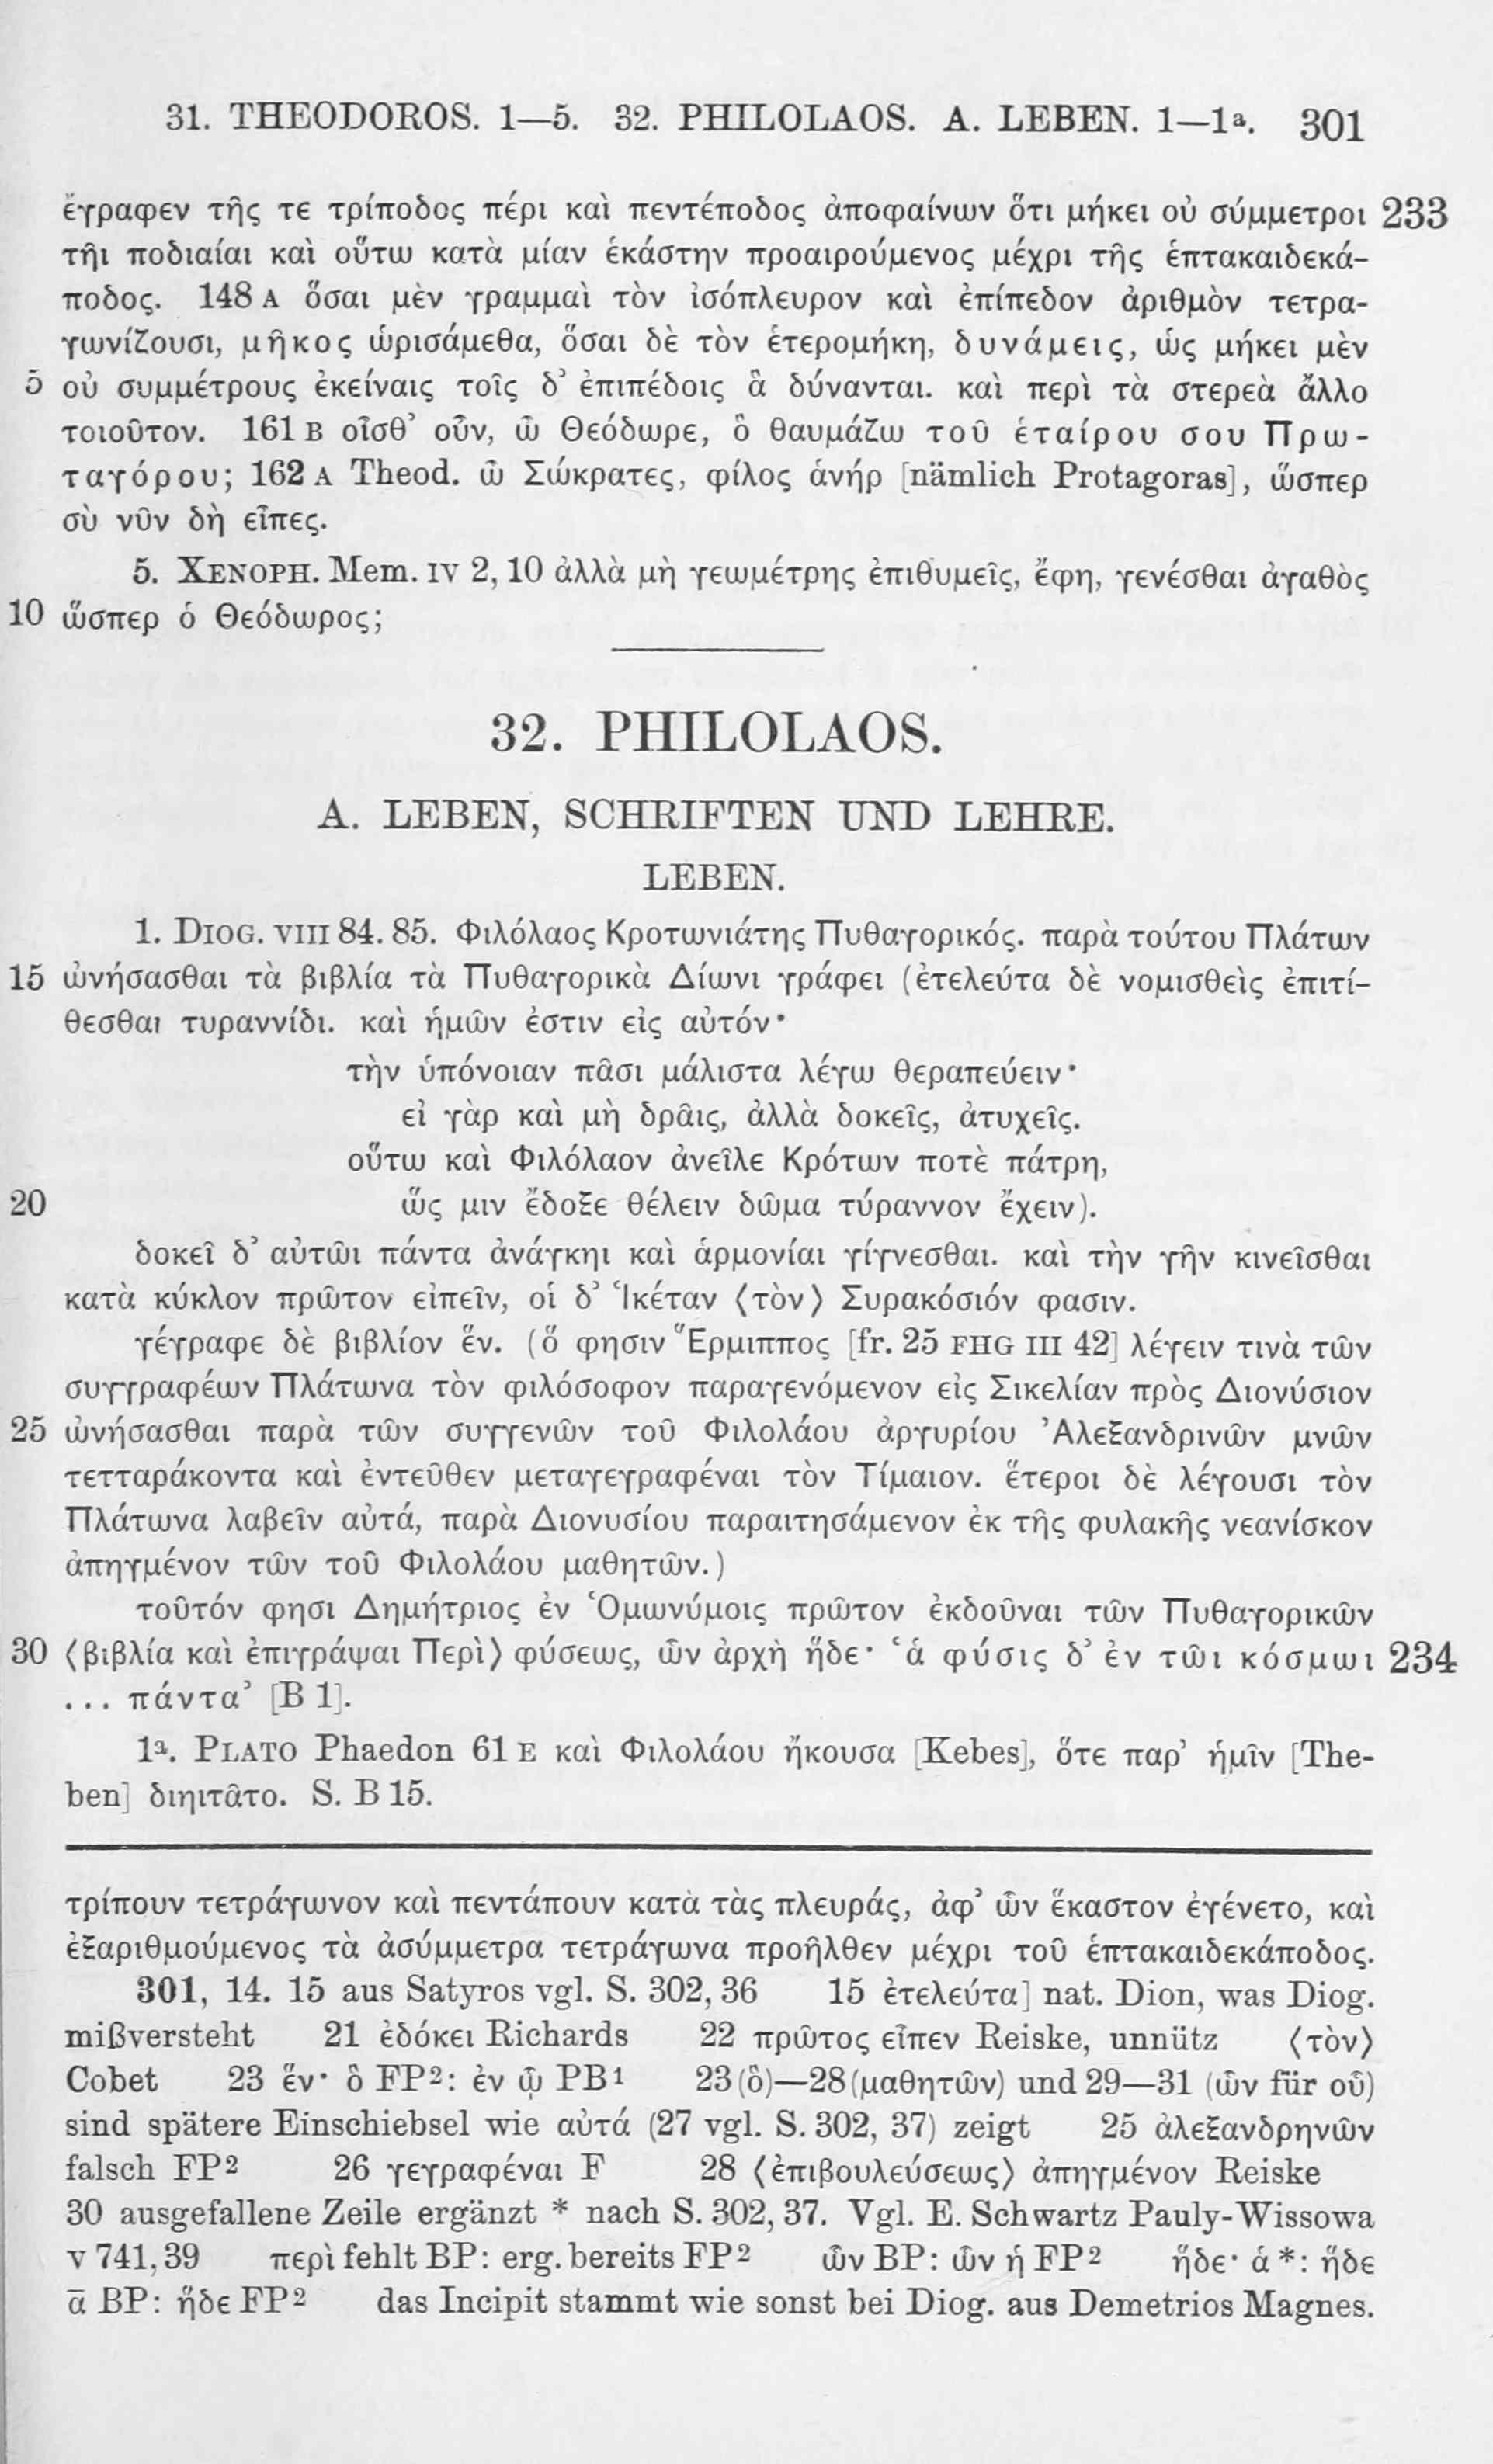 31. THEODOROS. 1—5. 32. PHILOLAOS. A. LEBEN. 1—1a. 301
ἔγραφεν τῆς τε τρίποδος πέρι καὶ πεντέποδος ἀποφαίνων ὅτι μήκει οὐ σύμμετροι 233
τῆι ποδιαίαι καὶ οὕτω κατὰ μίαν ἑκάστην προαιρούμενος μέχρι τῆς ἑπτακαιδεκά-
ποδος. 148 A ὅσαι μὲν γραμμαὶ τὸν ἰσόπλευρον καὶ ἐπίπεδον ἀριθμὸν τετρα-
γωνίζουσι, μῆκος ὡρισάμεθα, ὅσαι δὲ τὸν ἑτερομήκη, δυνάμεις, ὡς μήκει μὲν
5 οὐ συμμέτρους ἐκείναις τοῖς δ' ἐπιπέδοις ἃ δύνανται. καὶ περὶ τὰ στερεὰ ἄλλο
τοιοῦτον. 161 B οἶσθ' οὖν, ὦ Θεόδωρε, ὃ θαυμάζω τοῦ ἑταίρου σου Πρω-
ταγόρου; 162 A Theod. ὦ Σώκρατες, φίλος ἁνήρ [nämlich Protagoras], ὥσπερ
σὺ νῦν δὴ εἶπες.
5. XENOPH. Mem. IV 2, 10 ἀλλὰ μὴ γεωμέτρης ἐπιθυμεῖς, ἔφη, γενέσθαι ἀγαθὸς
10 ὥσπερ ὁ Θεόδωρος;
32. PHILOLAOS.
A. LEBEN, SCHRIFTEN UND LEHRE.
LEBEN.
1. DIOG. VIII 84. 85. Φιλόλαος Κροτωνιάτης Πυθαγορικός. παρὰ τούτου Πλάτων
15 ὠνήσασθαι τὰ βιβλία τὰ Πυθαγορικὰ Δίωνι γράφει (ἐτελεύτα δὲ νομισθεὶς ἐπιτί-
θεσθαι τυραννίδι. καὶ ἡμῶν ἐστιν εἰς αὐτόν·
τὴν ὑπόνοιαν πᾶσι μάλιστα λέγω θεραπεύειν·
εἰ γὰρ καὶ μὴ δρᾶις, ἀλλὰ δοκεῖς, ἀτυχεῖς.
οὕτω καὶ Φιλόλαον ἀνεῖλε Κρότων ποτὲ πάτρη,
20 ὥς μιν ἔδοξε θέλειν δῶμα τύραννον ἔχειν).
δοκεῖ δ' αὐτῶι πάντα ἀνάγκηι καὶ ἁρμονίαι γίγνεσθαι. καὶ τὴν γῆν κινεῖσθαι
κατὰ κύκλον πρῶτον εἰπεῖν, οἱ δ' Ἱκέταν ⟨τὸν⟩ Συρακόσιόν φασιν.
γέγραφε δὲ βιβλίον ἕν. (ὅ φησιν Ἕρμιππος [fr. 25 FHG III 42] λέγειν τινὰ τῶν
συγγραφέων Πλάτωνα τὸν φιλόσοφον παραγενόμενον εἰς Σικελίαν πρὸς Διονύσιον
25 ὠνήσασθαι παρὰ τῶν συγγενῶν τοῦ Φιλολάου ἀργυρίου Ἀλεξανδρινῶν μνῶν
τετταράκοντα καὶ ἐντεῦθεν μεταγεγραφέναι τὸν Τίμαιον. ἕτεροι δὲ λέγουσι τὸν
Πλάτωνα λαβεῖν αὐτά, παρὰ Διονυσίου παραιτησάμενον ἐκ τῆς φυλακῆς νεανίσκον
ἀπηγμένον τῶν τοῦ Φιλολάου μαθητῶν.)
τοῦτόν φησι Δημήτριος ἐν Ὁμωνύμοις πρῶτον ἐκδοῦναι τῶν Πυθαγορικῶν
30 ⟨βιβλία καὶ ἐπιγράψαι Περὶ⟩ φύσεως, ὧν ἀρχὴ ἥδε· 'ἁ φύσις δ' ἐν τῶι κόσμωι 234
... πάντα' [B 1].
1a. PLATO Phaedon 61 E καὶ Φιλολάου ἤκουσα [Kebes], ὅτε παρ' ἡμῖν [The-
ben] διηιτᾶτο. S. B 15.
τρίπουν τετράγωνον καὶ πεντάπουν κατὰ τὰς πλευράς, ἀφ' ὧν ἕκαστον ἐγένετο, καὶ
ἐξαριθμούμενος τὰ ἀσύμμετρα τετράγωνα προῆλθεν μέχρι τοῦ ἑπτακαιδεκάποδος.
301, 14. 15 aus Satyros vgl. S. 302, 36 15 ἐτελεύτα] nat. Dion, was Diog.
mißversteht 21 ἐδόκει Richards 22 πρῶτος εἶπεν Reiske, unnütz ⟨τὸν⟩
Cobet 23 ἕν· ὃ FP2: ἐν ᾧ PB1 23 (ὃ)—28 (μαθητῶν) und 29—31 (ὧν für οὗ)
sind spätere Einschiebsel wie αὐτά (27 vgl. S. 302, 37) zeigt 25 ἀλεξανδρηνῶν
falsch FP2 26 γεγραφέναι F 28 ⟨ἐπιβουλεύσεως⟩ ἀπηγμένον Reiske
30 ausgefallene Zeile ergänzt * nach S. 302, 37. Vgl. E. Schwartz Pauly-Wissowa
V 741, 39 περὶ fehlt BP: erg. bereits FP2 ὧν BP: ὧν ἡ FP2 ἥδε· ἁ *: ἥδε
ᾱ BP: ἥδε FP2 das Incipit stammt wie sonst bei Diog. aus Demetrios Magnes.